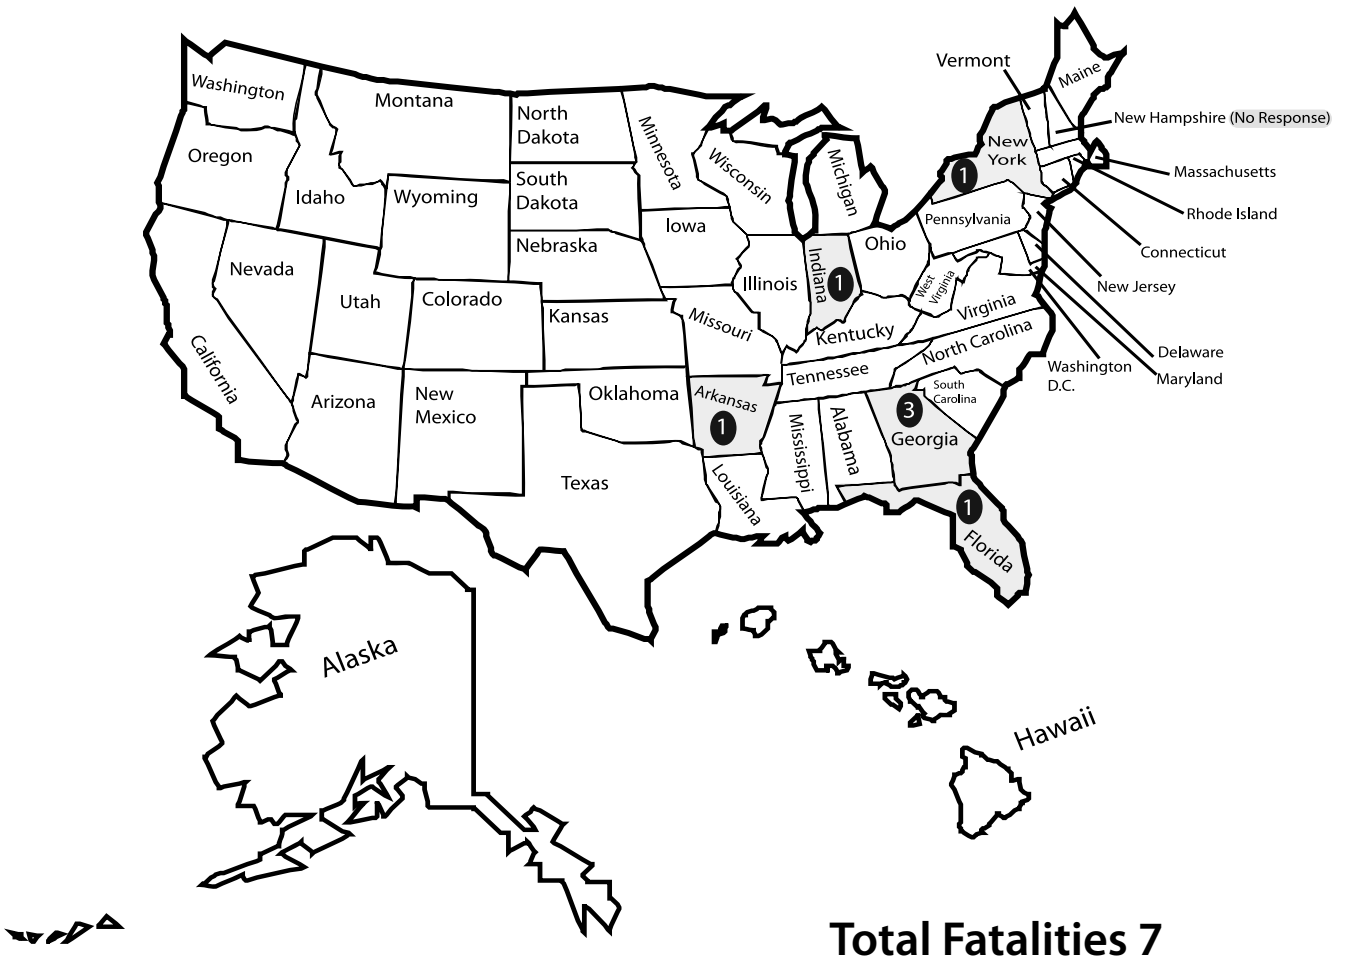 Vermont
Maine
Washington
Montana
North
Dakota
Minnesota
New Hampshire (No Response)
Oregon
Idaho
Wyoming
South
Dakota
Wisconsin
Michigan
New
York
1
Massachusetts
Rhode Island
Iowa
Pennsylvania
Nebraska
Ohio
Connecticut
Nevada
Utah
Colorado
Illinois
Indiana
1
West
Virginia
New Jersey
Kansas
Missouri
Kentucky
Virginia
California
North Carolina
Delaware
Washington
D.C.
Maryland
Tennessee
Arizona
New
Mexico
Oklahoma
Arkansas
1
South
Carolina
3
Georgia
Mississippi
Alabama
Texas
Louisiana
1
Florida
Alaska
Hawaii
Total Fatalities 7